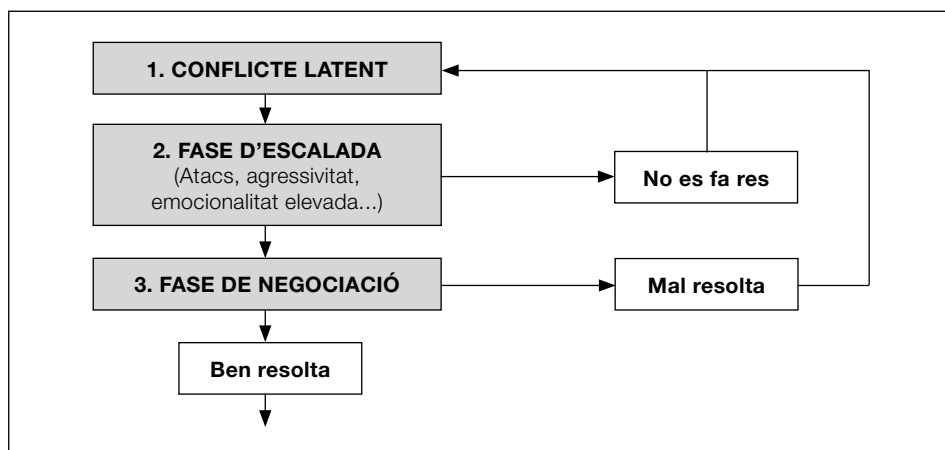 1. CONFLICTE LATENT
2. FASE D’ESCALADA
(Atacs, agressivitat,
emocionalitat elevada...)
No es fa res
3. FASE DE NEGOCIACIÓ
Mal resolta
Ben resolta